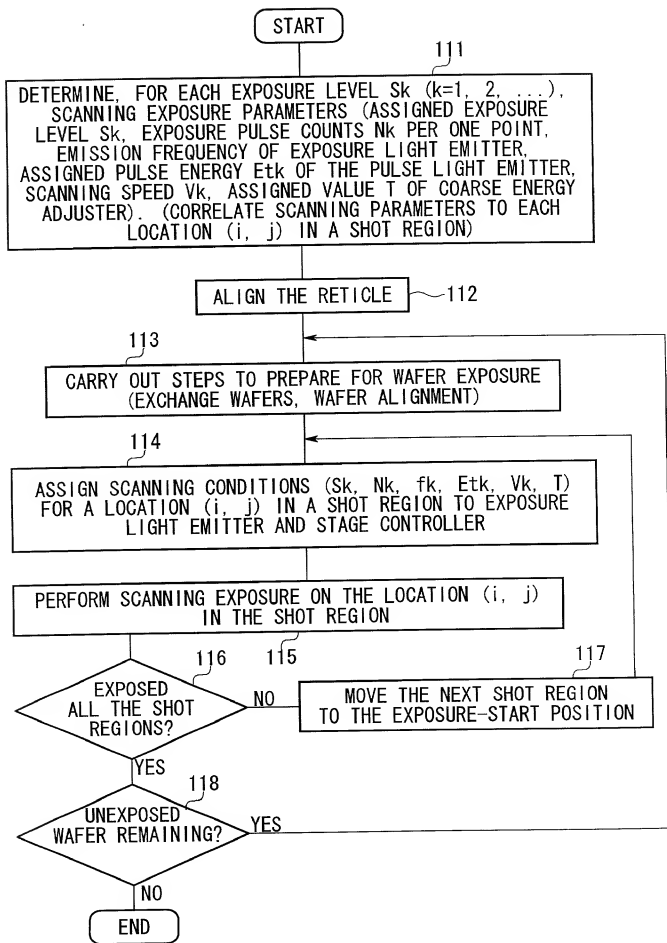 START
111
DETERMINE, FOR EACH EXPOSURE LEVEL Sk (k=1, 2, ...),
SCANNING EXPOSURE PARAMETERS (ASSIGNED EXPOSURE
LEVEL Sk, EXPOSURE PULSE COUNTS Nk PER ONE POINT,
EMISSION FREQUENCY OF EXPOSURE LIGHT EMITTER,
ASSIGNED PULSE ENERGY Etk OF THE PULSE LIGHT EMITTER,
SCANNING SPEED Vk, ASSIGNED VALUE T OF COARSE ENERGY
ADJUSTER). (CORRELATE SCANNING PARAMETERS TO EACH
LOCATION (i, j) IN A SHOT REGION)
ALIGN THE RETICLE
112
113
CARRY OUT STEPS TO PREPARE FOR WAFER EXPOSURE
(EXCHANGE WAFERS, WAFER ALIGNMENT)
114
ASSIGN SCANNING CONDITIONS (Sk, Nk, fk, Etk, Vk, T)
FOR A LOCATION (i, j) IN A SHOT REGION TO EXPOSURE
LIGHT EMITTER AND STAGE CONTROLLER
PERFORM SCANNING EXPOSURE ON THE LOCATION (i, j)
IN THE SHOT REGION
115
116
EXPOSED
ALL THE SHOT
REGIONS?
NO
117
MOVE THE NEXT SHOT REGION
TO THE EXPOSURE-START POSITION
YES
118
UNEXPOSED
WAFER REMAINING?
YES
NO
END